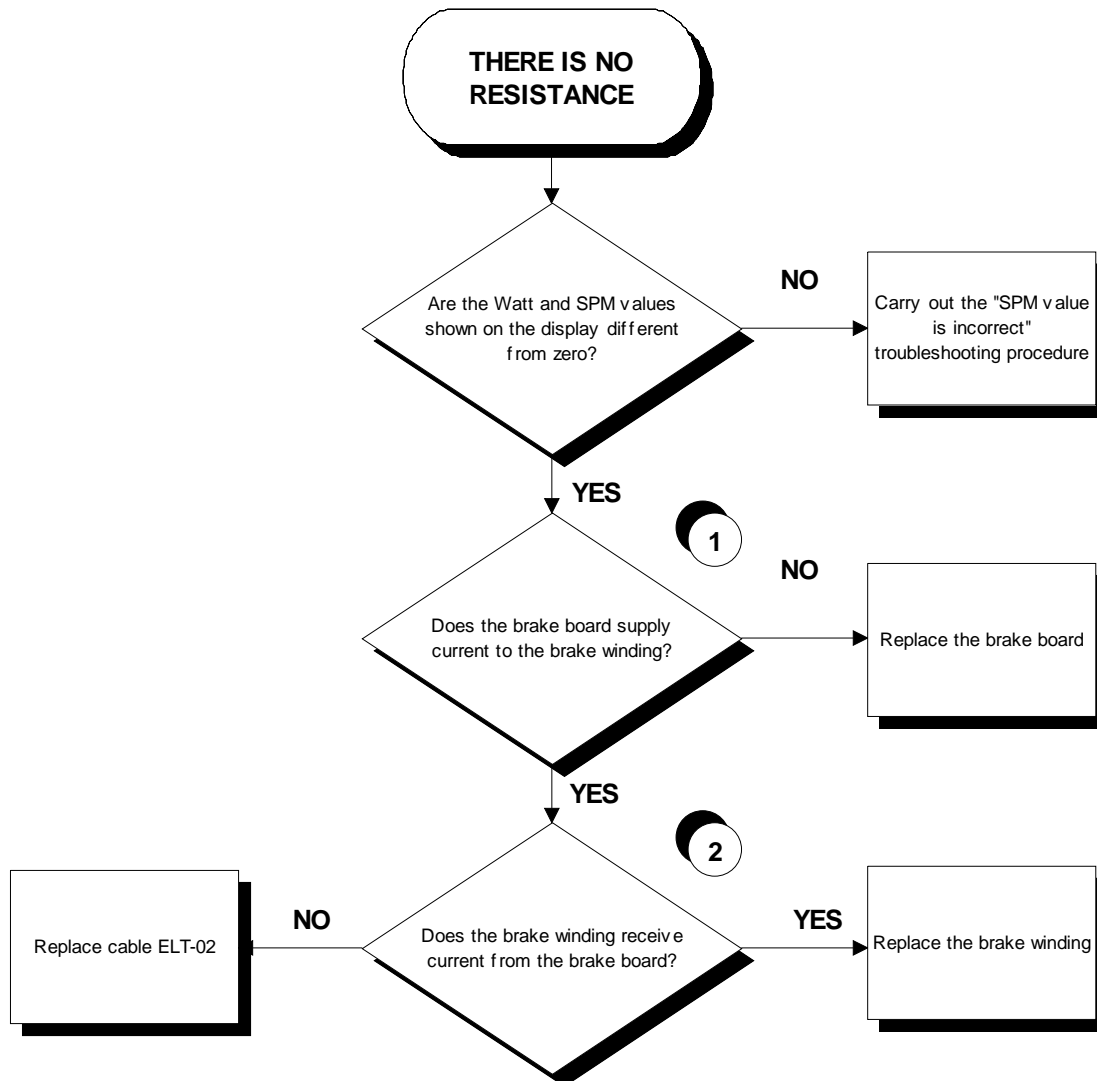 THERE IS NO
RESISTANCE
Are the Watt and SPM values
shown on the display different
from zero?
NO
Carry out the "SPM value
is incorrect"
troubleshooting procedure
YES
1
Does the brake board supply
current to the brake winding?
NO
Replace the brake board
YES
2
Replace cable ELT-02
NO
Does the brake winding receive
current from the brake board?
YES
Replace the brake winding